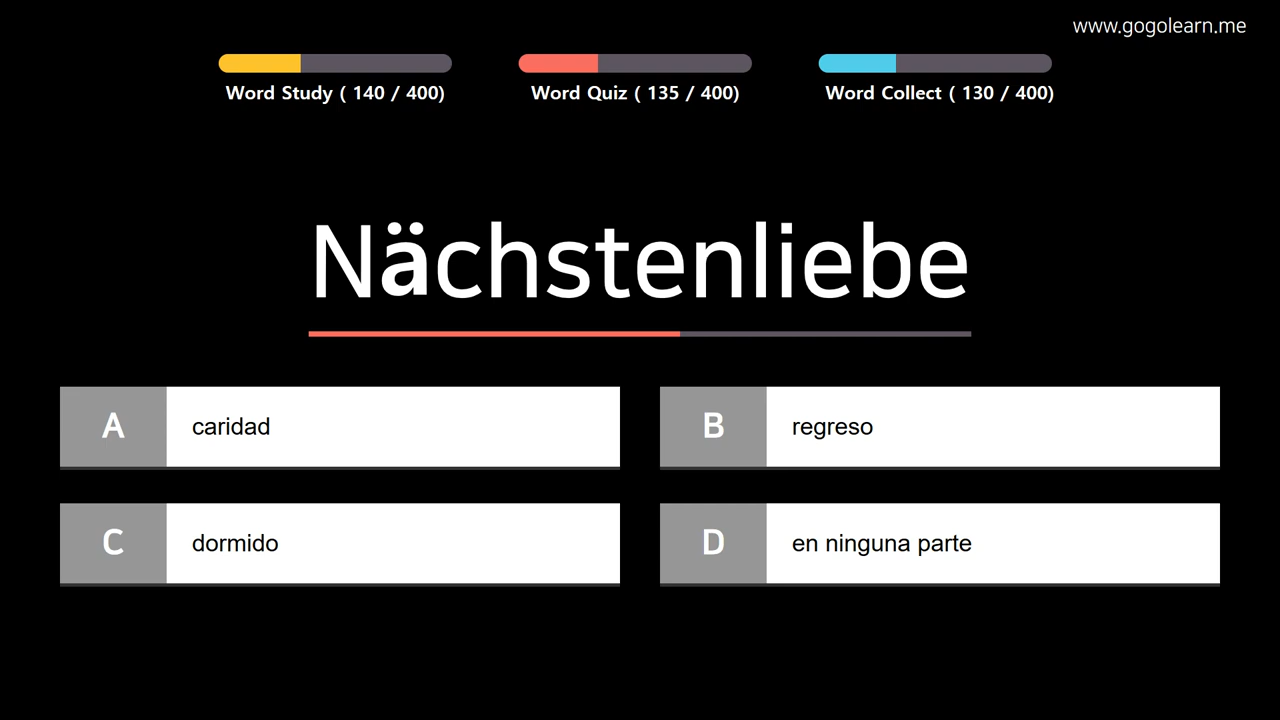 www.gogolearn.me
Word Study ( 140 / 400)
Word Quiz ( 135 / 400)
Word Collect ( 130 / 400)
Nächstenliebe
A caridad
B regreso
C dormido
D en ninguna parte